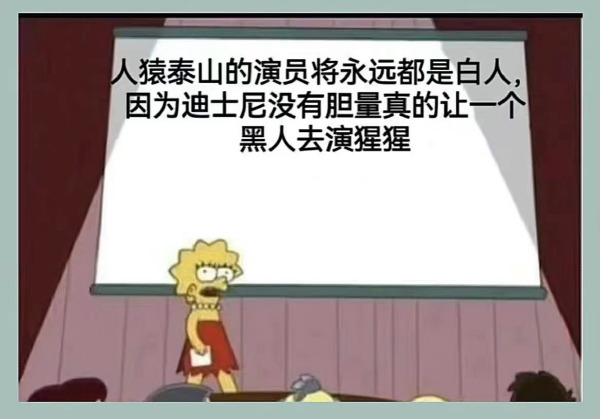 人猿泰山的演员将永远都是白人，
因为迪士尼没有胆量真的让一个
黑人去演猩猩